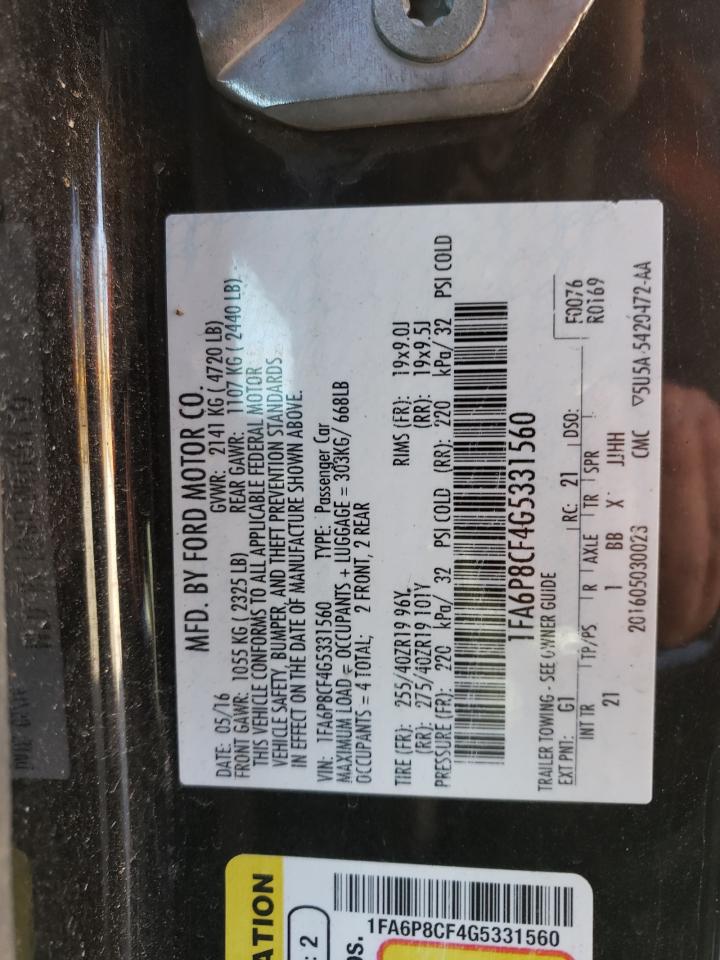 MFD. BY FORD MOTOR CO.
DATE: 05/16 GVWR: 2141 KG ( 4720 LB)
FRONT GAWR: 1055 KG ( 2325 LB) REAR GAWR: 1107 KG ( 2440 LB)
THIS VEHICLE CONFORMS TO ALL APPLICABLE FEDERAL MOTOR
VEHICLE SAFETY, BUMPER, AND THEFT PREVENTION STANDARDS
IN EFFECT ON THE DATE OF MANUFACTURE SHOWN ABOVE.
VIN: 1FA6P8CF4G5331560 TYPE: Passenger Car
MAXIMUM LOAD = OCCUPANTS + LUGGAGE = 303KG/ 668LB
OCCUPANTS = 4 TOTAL; 2 FRONT, 2 REAR
TIRE (FR): 255/40ZR19 96Y RIMS (FR): 19x9.0J
(RR): 275/40ZR19 101Y (RR): 19x9.5J
PRESSURE (FR): 220 kPa/ 32 PSI COLD (RR): 220 kPa/ 32 PSI COLD
1FA6P8CF4G5331560
TRAILER TOWING - SEE OWNER GUIDE F0076
EXT PNT: G1 RC: 21 DSO: R0169
INT TR TP/PS R AXLE TR SPR
21 1 BB X JJHH
201605030023 CMC ▽5U5A-5420472-AA
ATION
: 2
os.
1FA6P8CF4G5331560